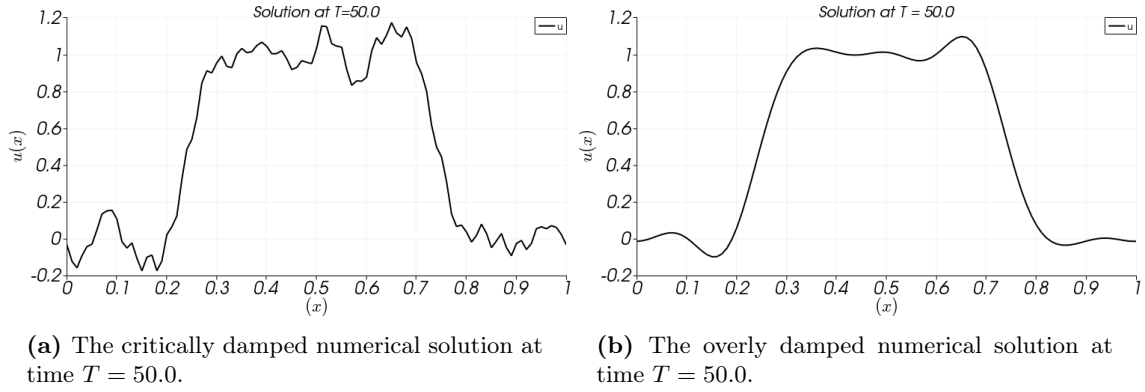 Solution at T=50.0
u
1.2
1
0.8
0.6
0.4
0.2
0
-0.2
u(x)
0 0.1 0.2 0.3 0.4 0.5 0.6 0.7 0.8 0.9 1
(x)
(a) The critically damped numerical solution at
time T = 50.0.
Solution at T = 50.0
u
1.2
1
0.8
0.6
0.4
0.2
0
-0.2
u(x)
0 0.1 0.2 0.3 0.4 0.5 0.6 0.7 0.8 0.9 1
(x)
(b) The overly damped numerical solution at
time T = 50.0.